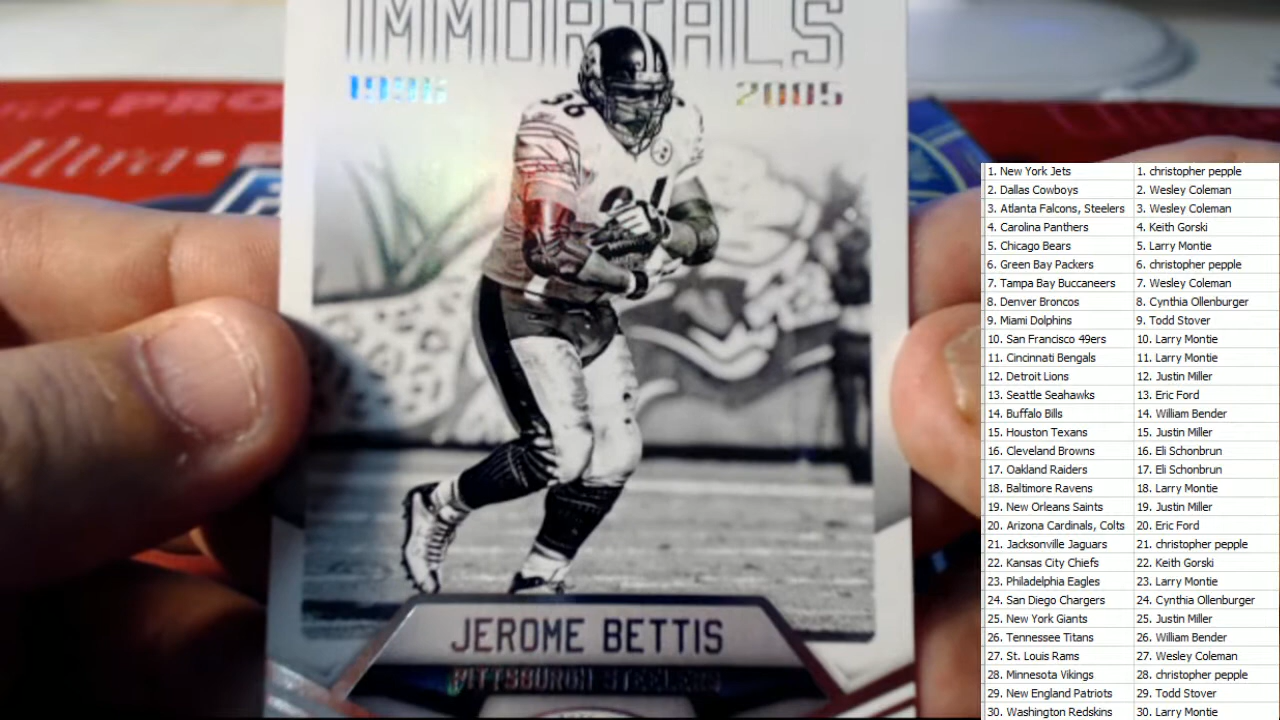 IMMORTALS
1996 2005
36
JEROME BETTIS
PITTSBURGH STEELERS
PRO
Ultra
1. New York Jets 1. christopher pepple
2. Dallas Cowboys 2. Wesley Coleman
3. Atlanta Falcons, Steelers 3. Wesley Coleman
4. Carolina Panthers 4. Keith Gorski
5. Chicago Bears 5. Larry Montie
6. Green Bay Packers 6. christopher pepple
7. Tampa Bay Buccaneers 7. Wesley Coleman
8. Denver Broncos 8. Cynthia Ollenburger
9. Miami Dolphins 9. Todd Stover
10. San Francisco 49ers 10. Larry Montie
11. Cincinnati Bengals 11. Larry Montie
12. Detroit Lions 12. Justin Miller
13. Seattle Seahawks 13. Eric Ford
14. Buffalo Bills 14. William Bender
15. Houston Texans 15. Justin Miller
16. Cleveland Browns 16. Eli Schonbrun
17. Oakland Raiders 17. Eli Schonbrun
18. Baltimore Ravens 18. Larry Montie
19. New Orleans Saints 19. Justin Miller
20. Arizona Cardinals, Colts 20. Eric Ford
21. Jacksonville Jaguars 21. christopher pepple
22. Kansas City Chiefs 22. Keith Gorski
23. Philadelphia Eagles 23. Larry Montie
24. San Diego Chargers 24. Cynthia Ollenburger
25. New York Giants 25. Justin Miller
26. Tennessee Titans 26. William Bender
27. St. Louis Rams 27. Wesley Coleman
28. Minnesota Vikings 28. christopher pepple
29. New England Patriots 29. Todd Stover
30. Washington Redskins 30. Larry Montie